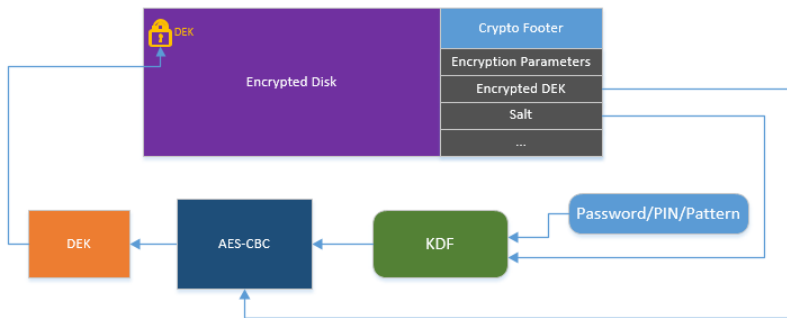 DEK
Encrypted Disk
Crypto Footer
Encryption Parameters
Encrypted DEK
Salt
...
Password/PIN/Pattern
DEK
AES-CBC
KDF